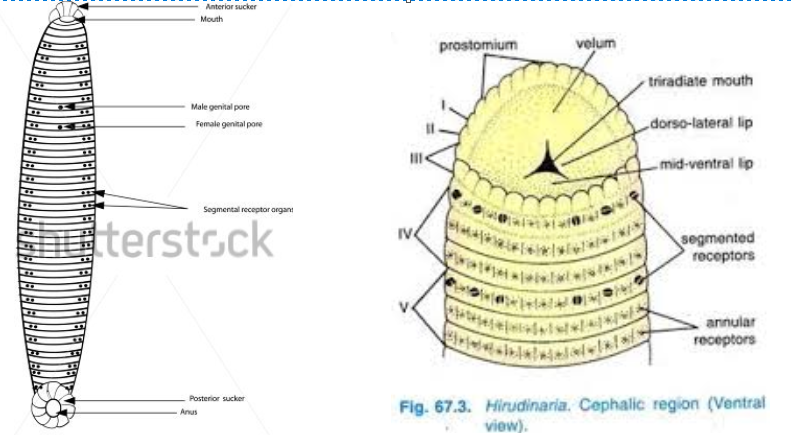 Anterior sucker
Mouth
Male genital pore
Female genital pore
Segmental receptor organs
shutterstock
Posterior sucker
Anus
prostomium
velum
triradiate mouth
I
dorso-lateral lip
II
III
mid-ventral lip
IV
segmented
receptors
V
annular
receptors
Fig. 67.3. Hirudinaria. Cephalic region (Ventral
view).